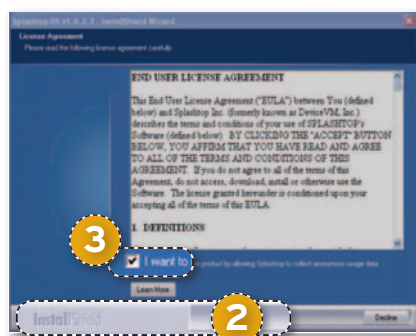 Splashtop OS v1.0.2.3 - InstallShield Wizard
License Agreement
Please read the following license agreement carefully.
END USER LICENSE AGREEMENT
This End User License Agreement ("EULA") between You (defined
below) and Splashtop Inc. (formerly known as DeviceVM, Inc.)
describes the terms and conditions of your use of SPLASHTOP's
Software (defined below). BY CLICKING THE "ACCEPT" BUTTON
BELOW, YOU AFFIRM THAT YOU HAVE READ AND AGREE
TO ALL OF THE TERMS AND CONDITIONS OF THIS
AGREEMENT. If you do not agree to all of the terms of this
Agreement, do not access, download, install or otherwise use the
Software. The license granted hereunder is conditioned upon your
accepting all of the terms of this EULA.
1. DEFINITIONS
3
I want to product by allowing Splashtop to collect anonymous usage data
Learn More
InstallShield
2
Decline